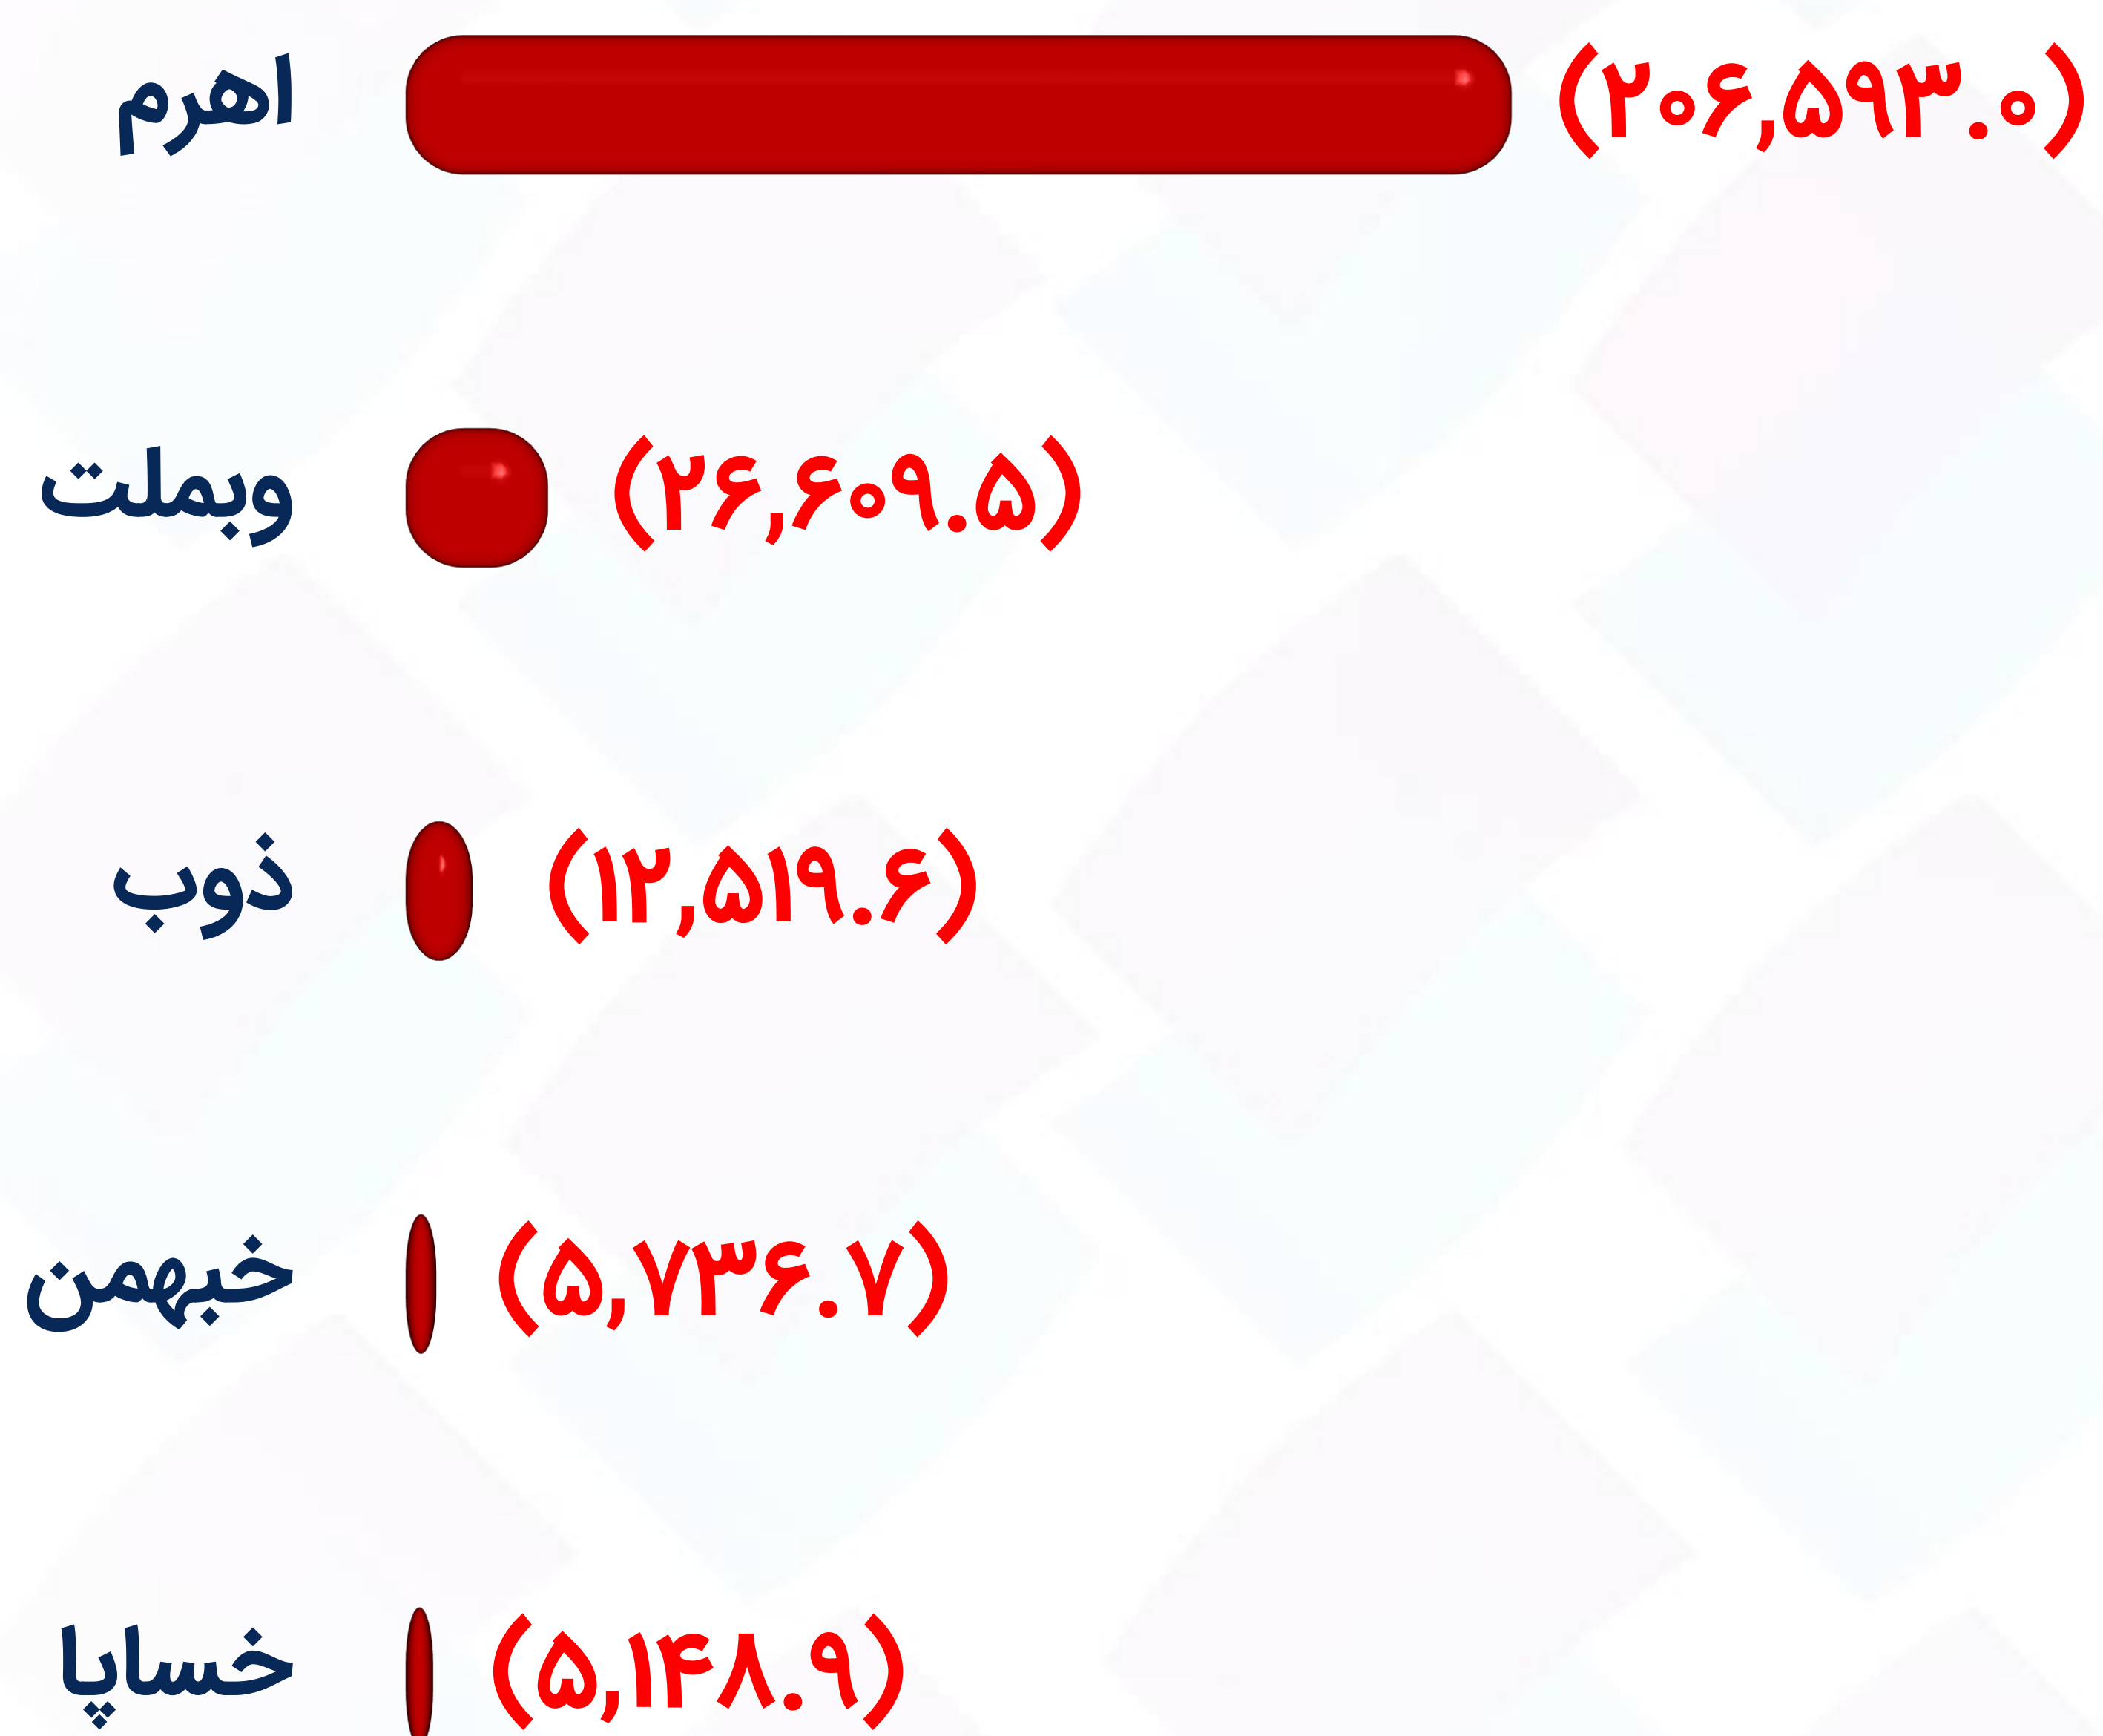 اهرم (۲۰۶,۵۹۳.۰)
وبملت (۲۶,۶۰۹.۵)
ذوب (۱۲,۵۱۹.۶)
خبهمن (۵,۷۳۶.۷)
خساپا (۵,۱۴۸.۹)